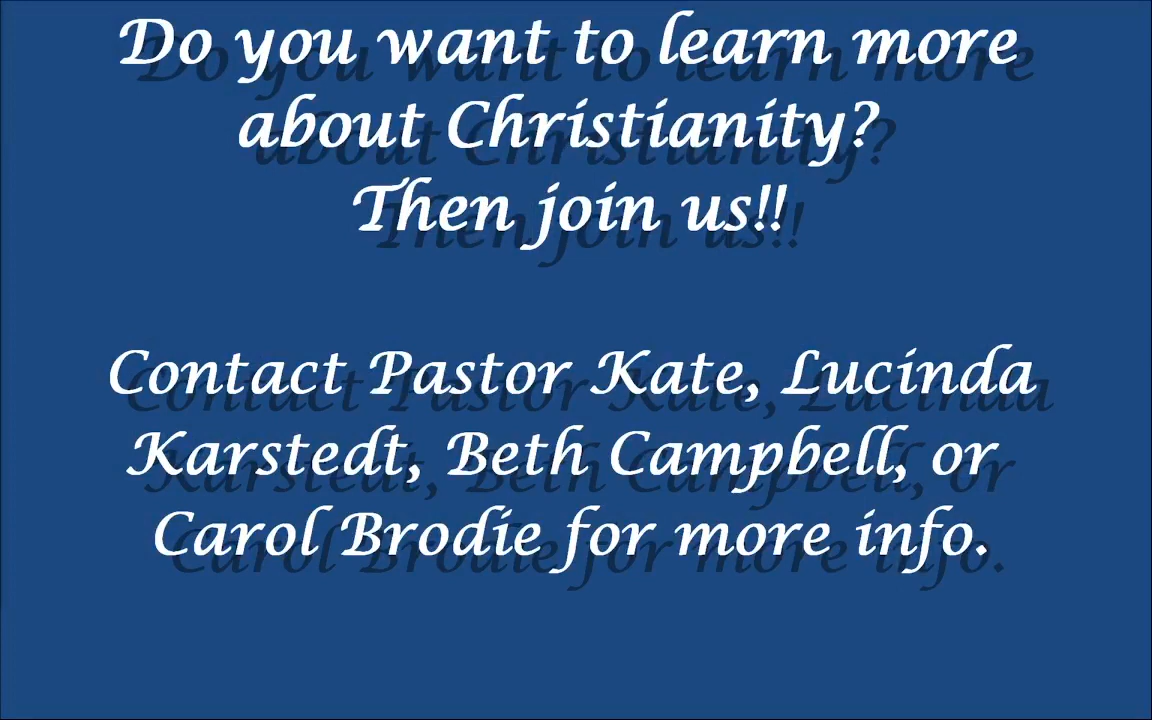 Do you want to learn more
about Christianity?
Then join us!!
Contact Pastor Kate, Lucinda
Karstedt, Beth Campbell, or
Carol Brodie for more info.